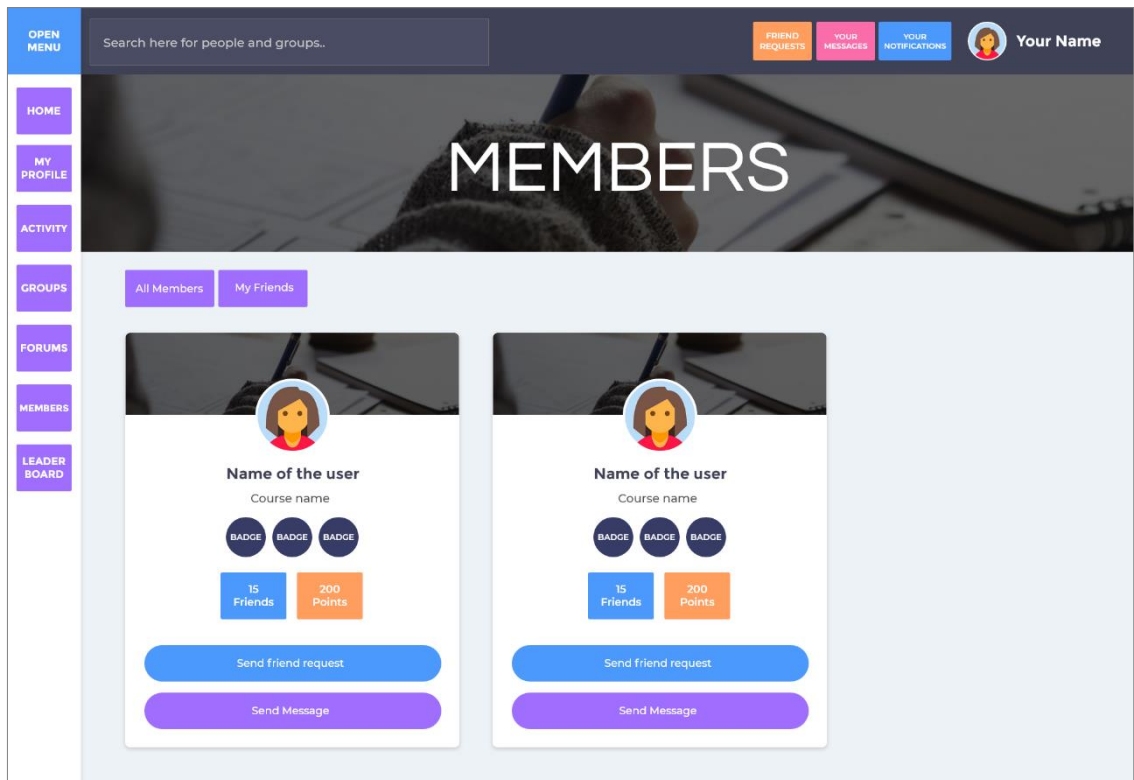 OPEN
MENU
Search here for people and groups..
FRIEND
REQUESTS
YOUR
MESSAGES
YOUR
NOTIFICATIONS
Your Name
HOME
MY
PROFILE
ACTIVITY
GROUPS
FORUMS
MEMBERS
LEADER
BOARD
MEMBERS
All Members
My Friends
Name of the user
Course name
BADGE
BADGE
BADGE
15
Friends
200
Points
Send friend request
Send Message
Name of the user
Course name
BADGE
BADGE
BADGE
15
Friends
200
Points
Send friend request
Send Message